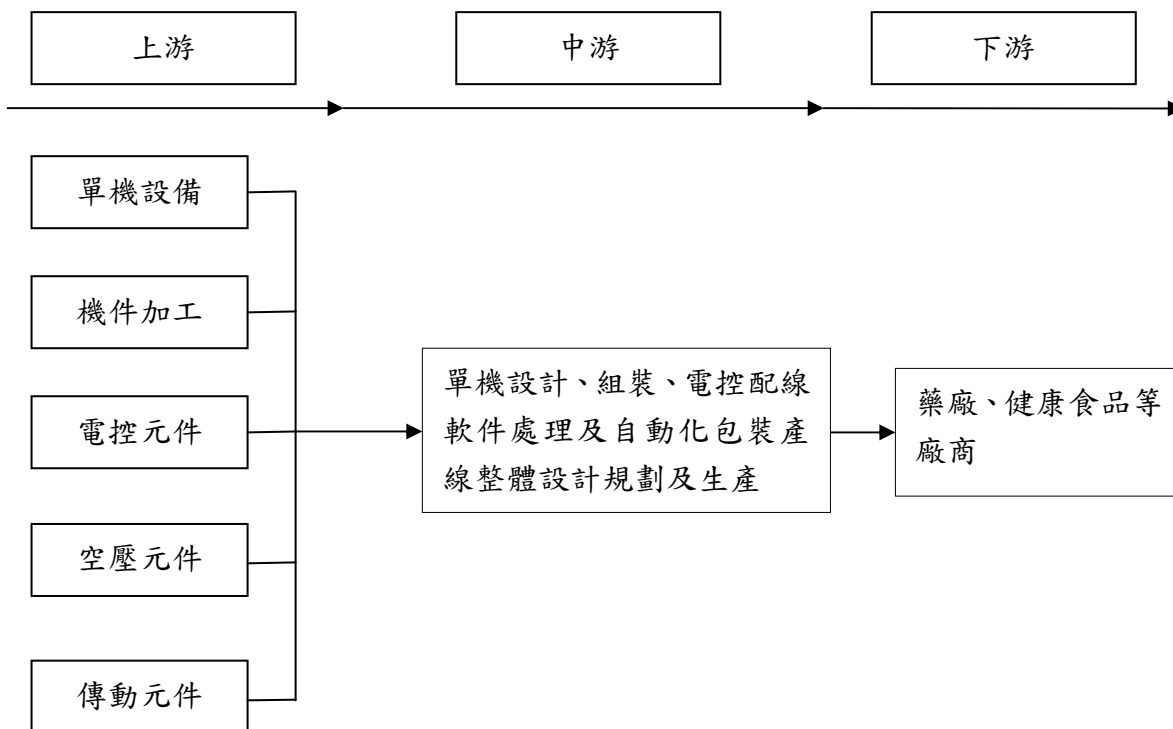 上游
中游
下游
單機設備
機件加工
電控元件
空壓元件
傳動元件
單機設計、組裝、電控配線
軟件處理及自動化包裝產
線整體設計規劃及生產
藥廠、健康食品等
廠商